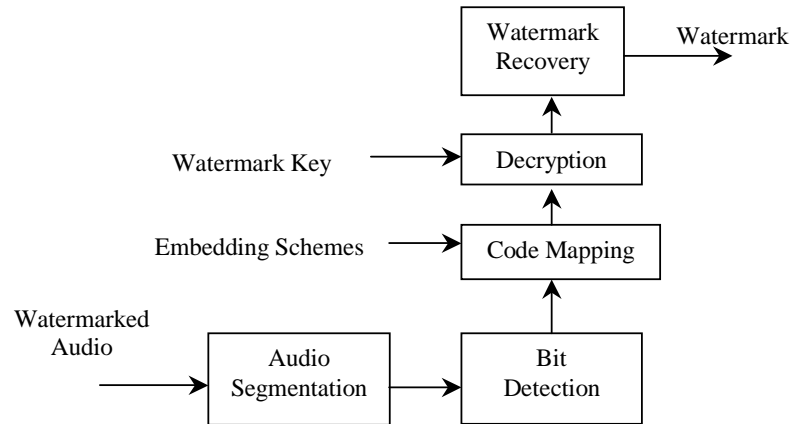 Watermark
Recovery
Watermark
Watermark Key
Decryption
Embedding Schemes
Code Mapping
Watermarked
Audio
Audio
Segmentation
Bit
Detection